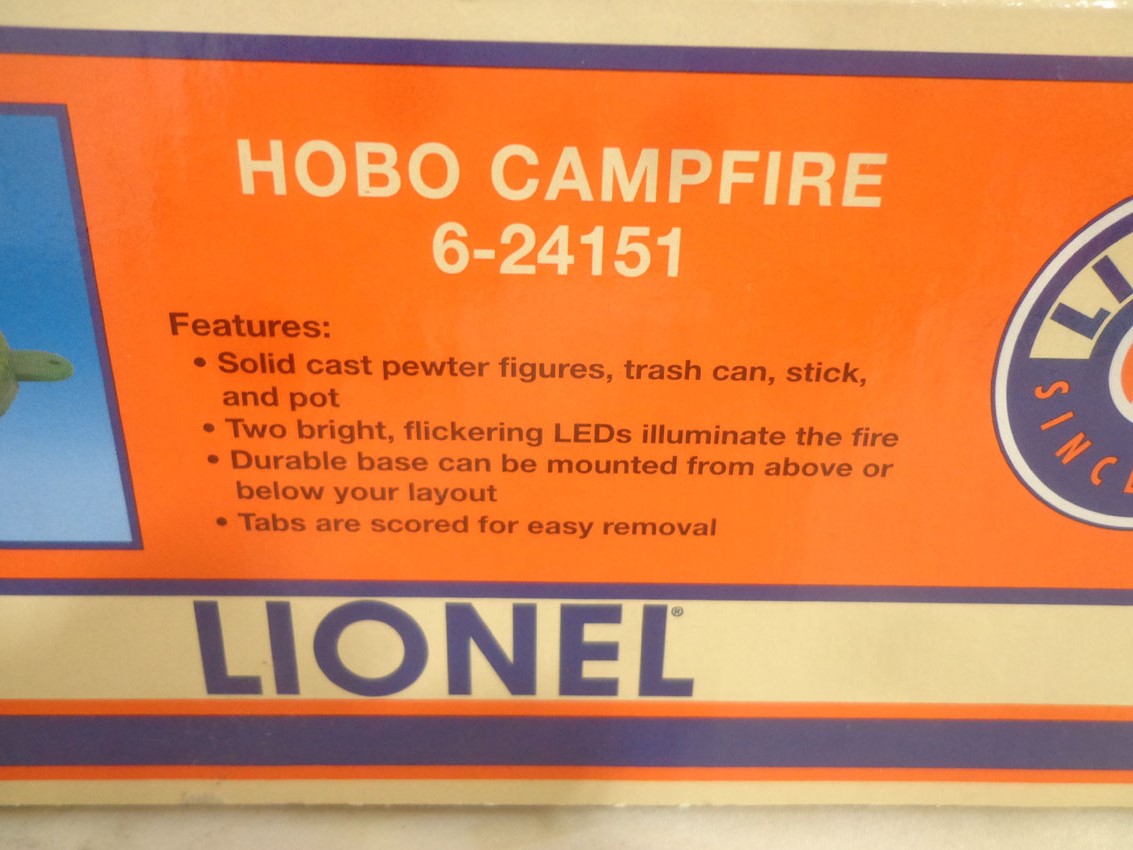 HOBO CAMPFIRE
6-24151
Features:
• Solid cast pewter figures, trash can, stick,
and pot
• Two bright, flickering LEDs illuminate the fire
• Durable base can be mounted from above or
below your layout
• Tabs are scored for easy removal
LI
SINC
LIONEL®